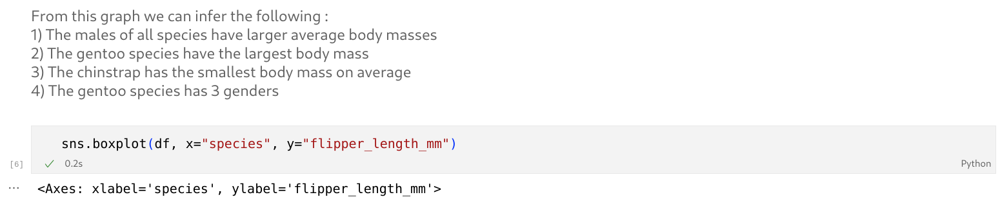 From this graph we can infer the following :
1) The males of all species have larger average body masses
2) The gentoo species have the largest body mass
3) The chinstrap has the smallest body mass on average
4) The gentoo species has 3 genders
sns.boxplot(df, x="species", y="flipper_length_mm")
[6] ✓ 0.2s Python
... <Axes: xlabel='species', ylabel='flipper_length_mm'>